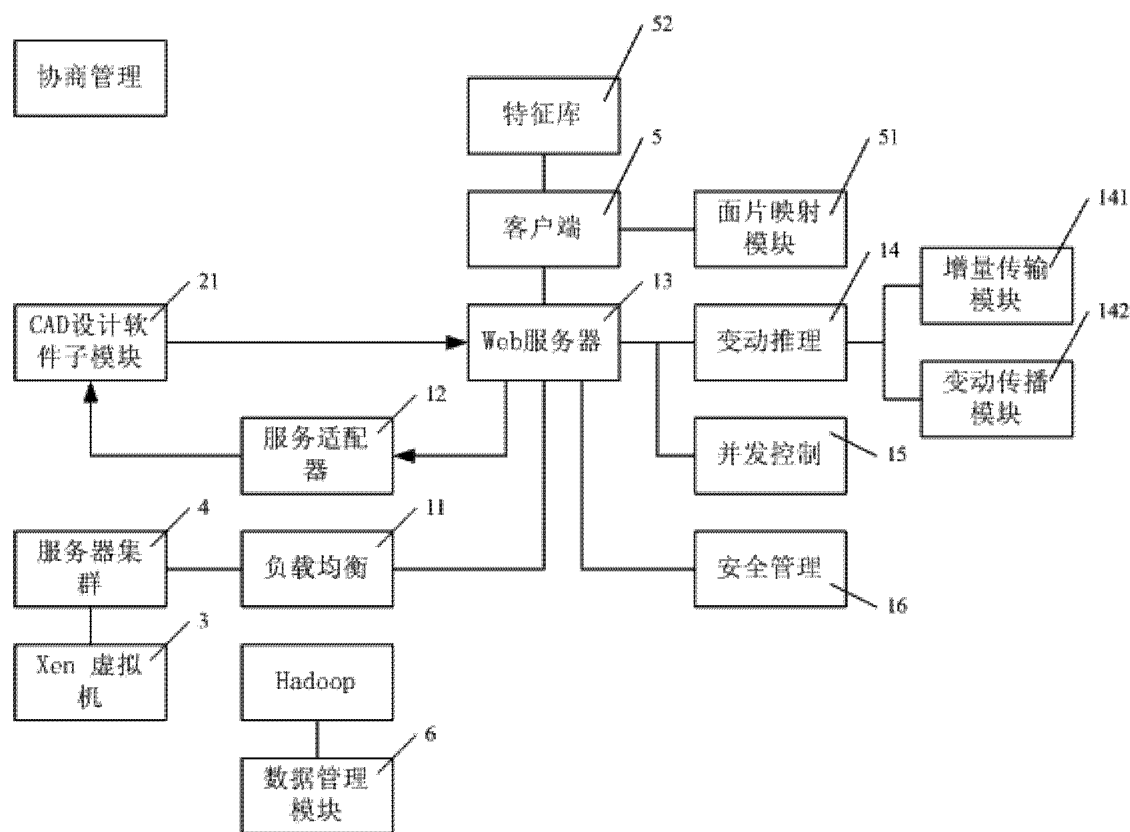 52
协商管理
特征库
5
51
客户端
面片映射
模块
141
21
13
14
增量传输
模块
CAD设计软
件子模块
Web服务器
变动推理
142
12
变动传播
模块
服务适配
器
并发控制
15
4
11
服务器集
群
负载均衡
安全管理
16
3
Xen 虚拟
机
Hadoop
6
数据管理
模块